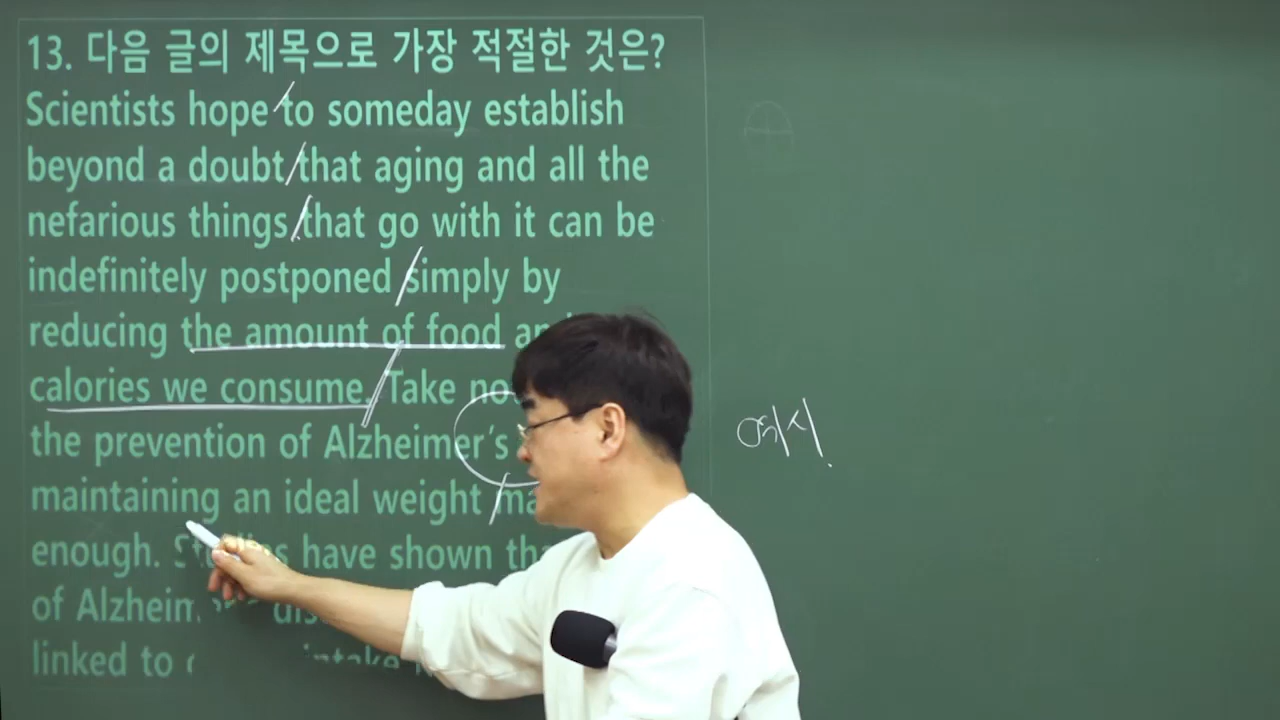 13. 다음 글의 제목으로 가장 적절한 것은?
Scientists hope to someday establish
beyond a doubt that aging and all the
nefarious things that go with it can be
indefinitely postponed simply by
reducing the amount of food
calories we consume. Take
the prevention of Alzheimer's
maintaining an ideal weight
enough. Studies have shown
of
linked to